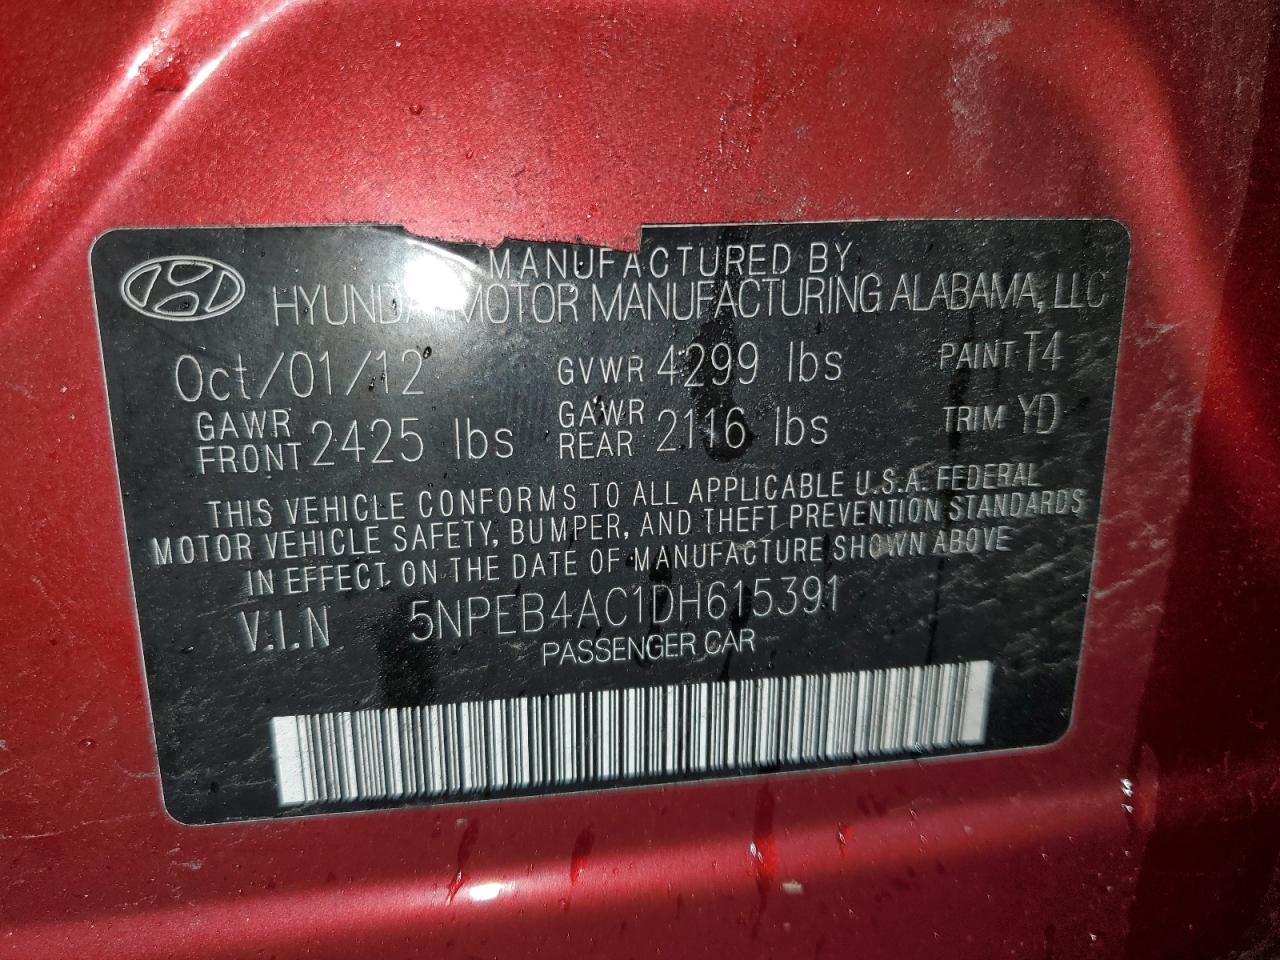 MANUFACTURED BY
HYUNDAI MOTOR MANUFACTURING ALABAMA, LLC
Oct/01/12 GVWR 4299 lbs PAINT T4
GAWR FRONT 2425 lbs GAWR REAR 2116 lbs TRIM YD
THIS VEHICLE CONFORMS TO ALL APPLICABLE U.S.A. FEDERAL
MOTOR VEHICLE SAFETY, BUMPER, AND THEFT PREVENTION STANDARDS
IN EFFECT ON THE DATE OF MANUFACTURE SHOWN ABOVE
V.I.N 5NPEB4AC1DH615391
PASSENGER CAR